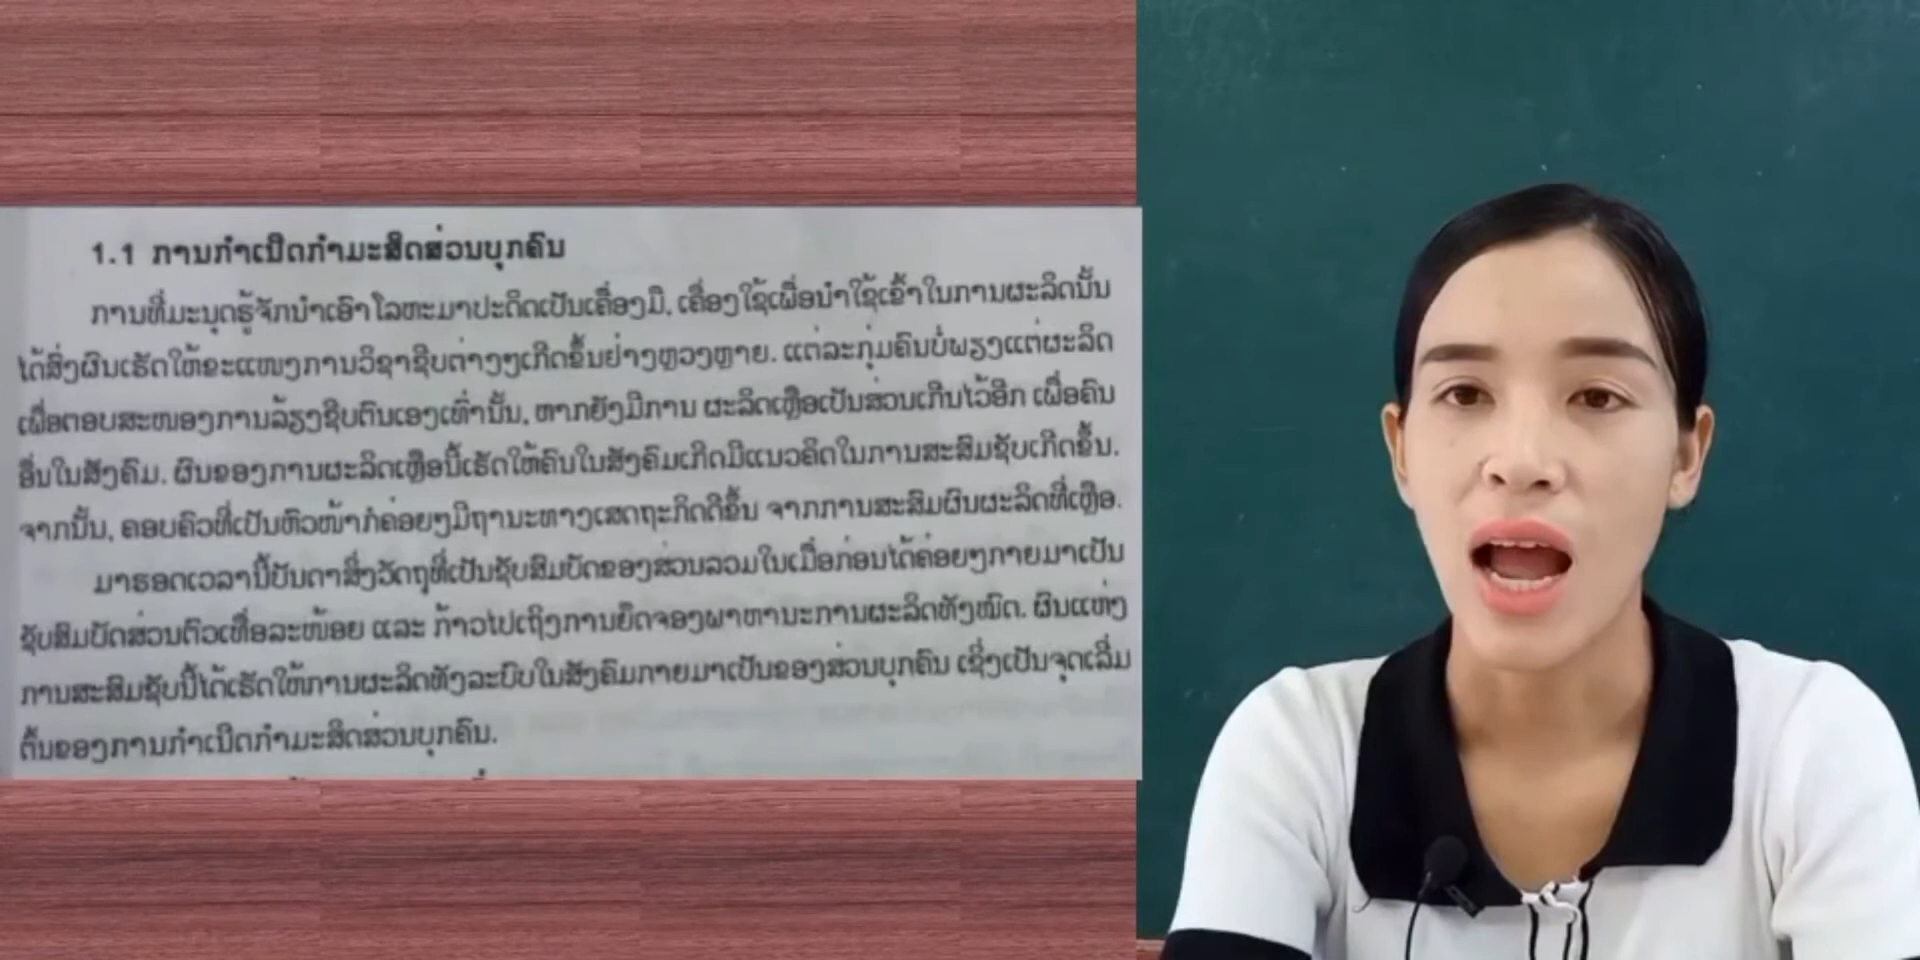 1.1 ການກຳເນີດກຳມະສິດສ່ວນບຸກຄົນ
ການທີ່ມະນຸດຮູ້ຈັກນຳເອົາໂລຫະມາປະດິດເປັນເຄື່ອງມື, ເຄື່ອງໃຊ້ເພື່ອນຳໃຊ້ເຂົ້າໃນການຜະລິດນັ້ນ
ໄດ້ສົ່ງຜົນເຮັດໃຫ້ຂະແໜງການວິຊາຊີບຕ່າງໆເກີດຂຶ້ນຢ່າງຫຼວງຫຼາຍ. ແຕ່ລະກຸ່ມຄົນບໍ່ພຽງແຕ່ຜະລິດ
ເພື່ອຕອບສະໜອງການລ້ຽງຊີບຕົນເອງເທົ່ານັ້ນ, ຫາກຍັງມີການ ຜະລິດເຫຼືອເປັນສ່ວນເກີນໄວ້ອີກ ເພື່ອຄົນ
ອື່ນໃນສັງຄົມ. ຜົນຂອງການຜະລິດເຫຼືອນີ້ເຮັດໃຫ້ຄົນໃນສັງຄົມເກີດມີແນວຄິດໃນການສະສົມຊັບເກີດຂຶ້ນ.
ຈາກນັ້ນ, ຄອບຄົວທີ່ເປັນຫົວໜ້າກໍຄ່ອຍໆມີຖານະທາງເສດຖະກິດດີຂຶ້ນ ຈາກການສະສົມຜົນຜະລິດທີ່ເຫຼືອ.
ມາຮອດເວລານີ້ບັນດາສິ່ງວັດຖຸທີ່ເປັນຊັບສົມບັດຂອງສ່ວນລວມໃນເມື່ອກ່ອນໄດ້ຄ່ອຍໆກາຍມາເປັນ
ຊັບສົມບັດສ່ວນຕົວເທື່ອລະໜ້ອຍ ແລະ ກ້າວໄປເຖິງການຍຶດຈອງພາຫານະການຜະລິດທັງໝົດ. ຜົນແຫ່ງ
ການສະສົມຊັບນີ້ໄດ້ເຮັດໃຫ້ການຜະລິດທັງລະບົບໃນສັງຄົມກາຍມາເປັນຂອງສ່ວນບຸກຄົນ ເຊິ່ງເປັນຈຸດເລີ່ມ
ຕົ້ນຂອງການກຳເນີດກຳມະສິດສ່ວນບຸກຄົນ.